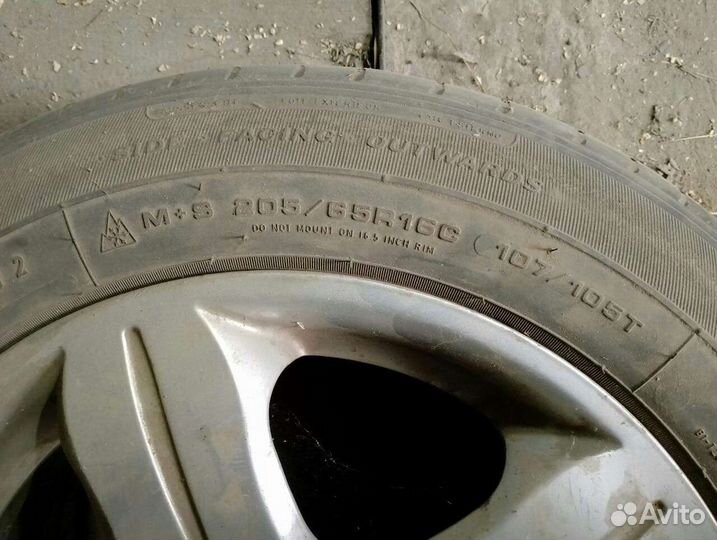 SIDE FACING OUTWARDS
M+S 205/65R16C 107/105T
DO NOT MOUNT ON 16.5 INCH RIM
Avito